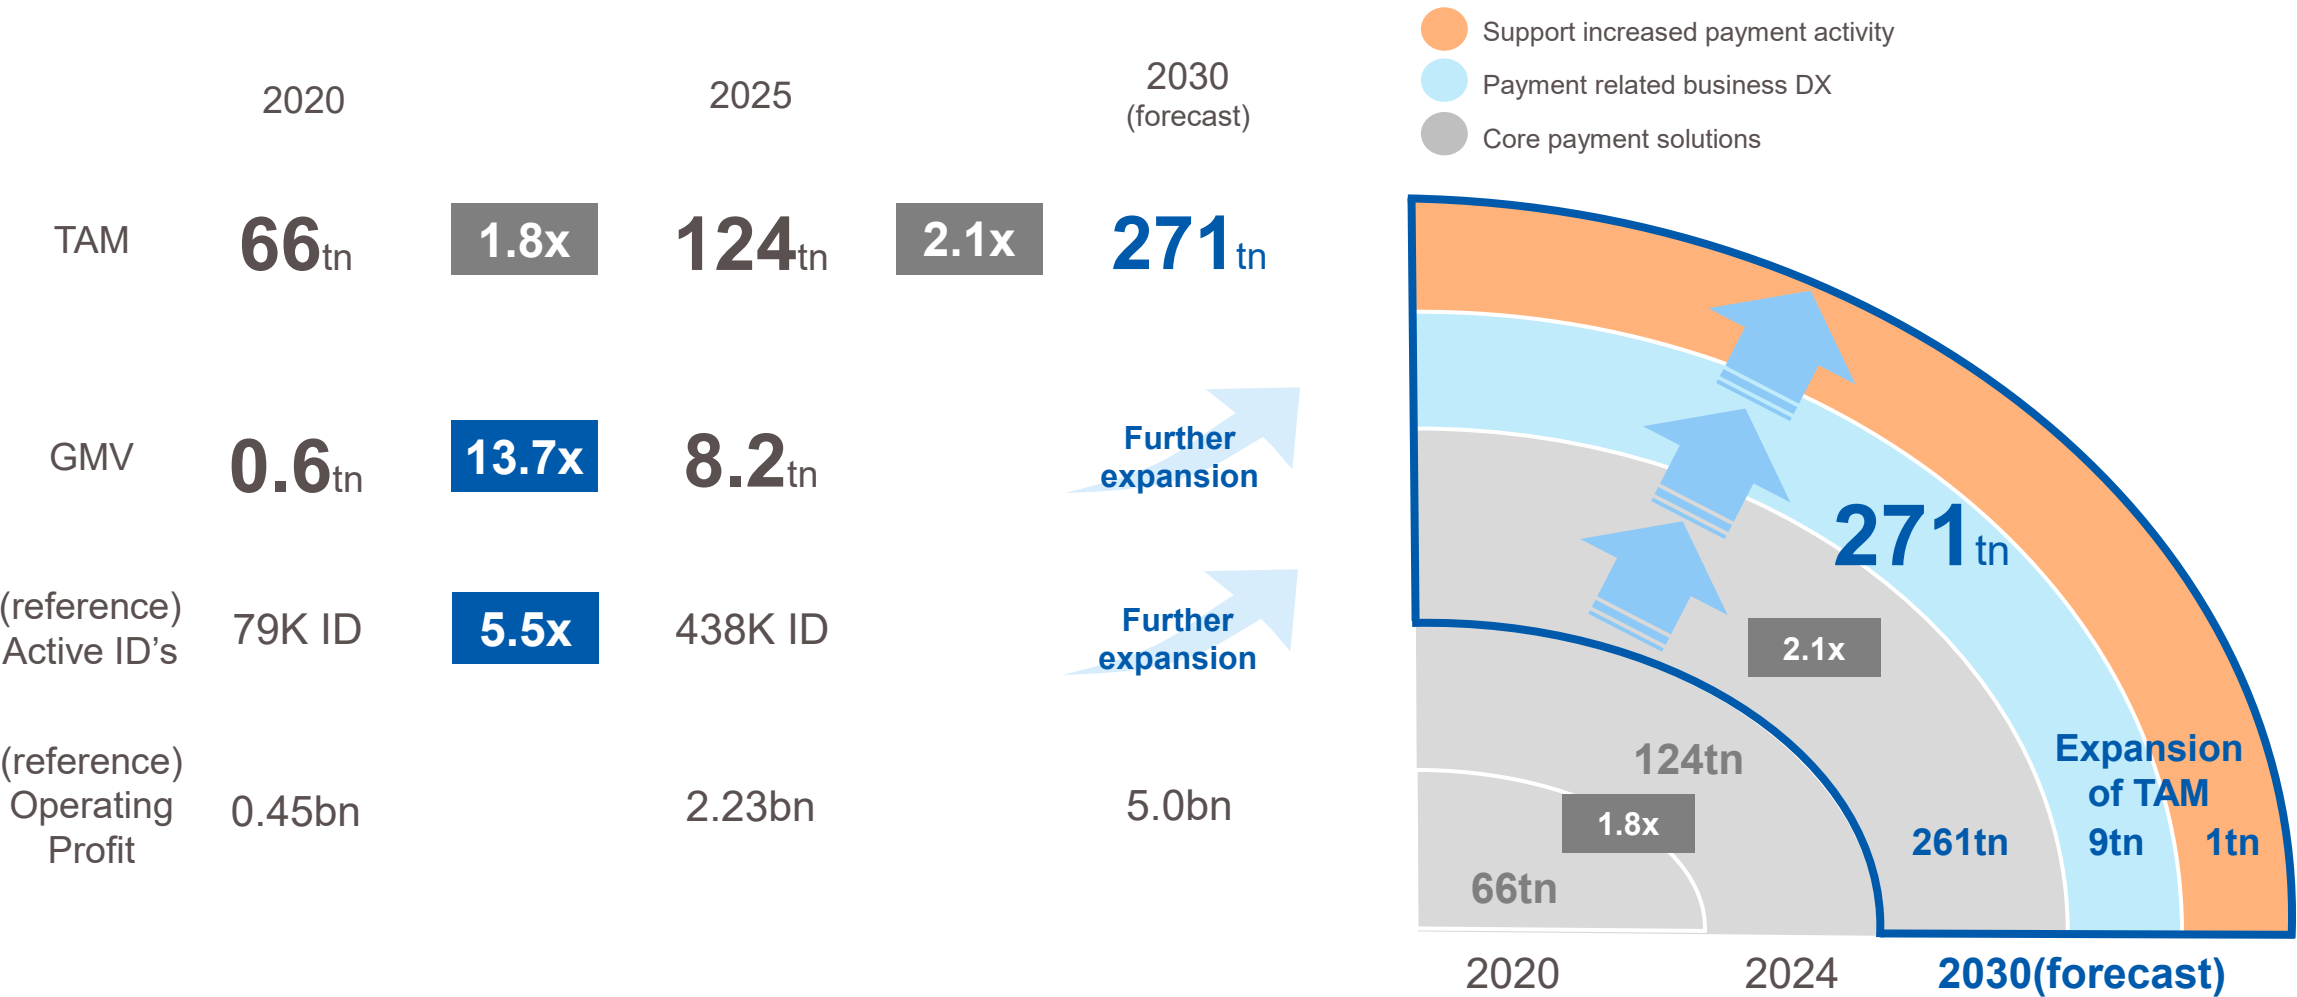 Support increased payment activity
Payment related business DX
Core payment solutions
2020
2025
2030
(forecast)
TAM
66tn
1.8x
124tn
2.1x
271tn
GMV
0.6tn
13.7x
8.2tn
Further
expansion
(reference)
Active ID’s
79K ID
5.5x
438K ID
Further
expansion
(reference)
Operating
Profit
0.45bn
2.23bn
5.0bn
271tn
2.1x
124tn
1.8x
66tn
Expansion
of TAM
261tn
9tn
1tn
2020
2024
2030(forecast)